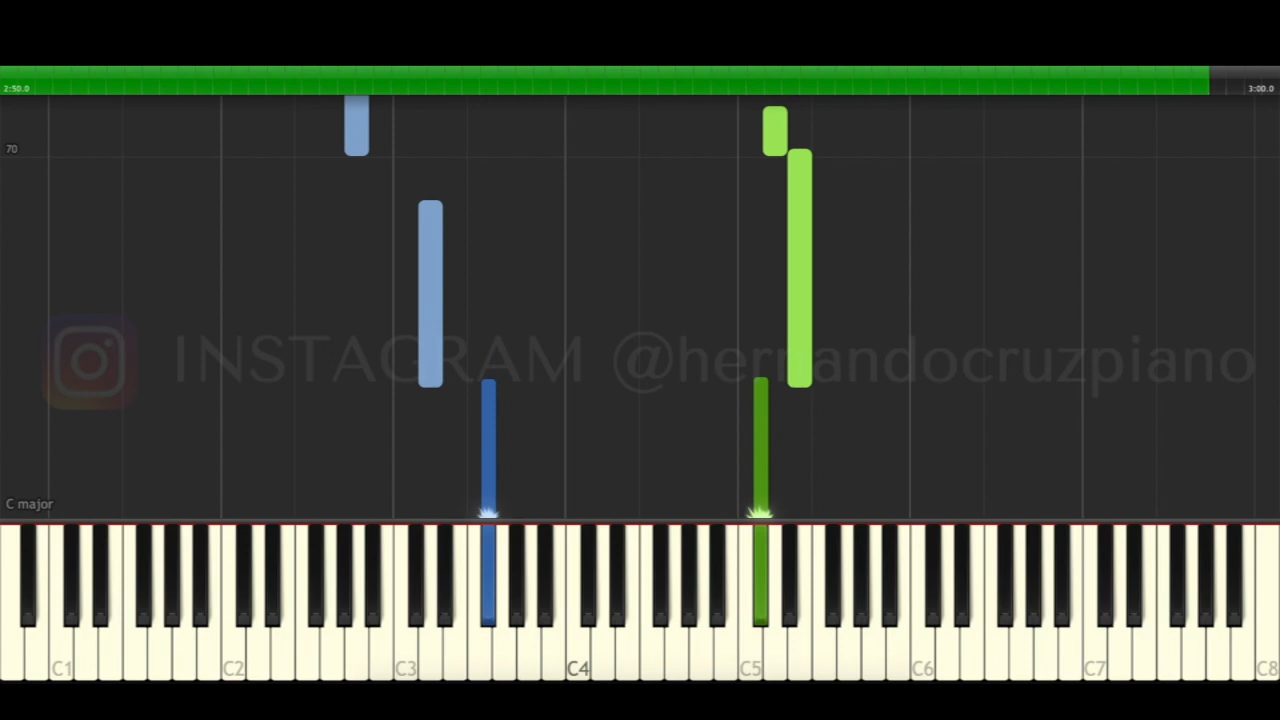 2:50.0
3:00.0
70
INSTAGRAM @hernandocruzpiano
C major
C1 C2 C3 C4 C5 C6 C7 C8